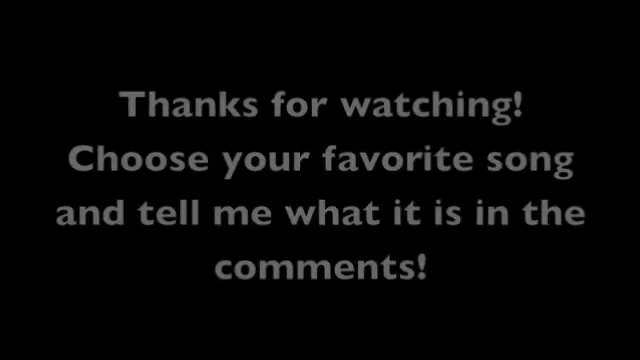 Thanks for watching!
Choose your favorite song
and tell me what it is in the
comments!